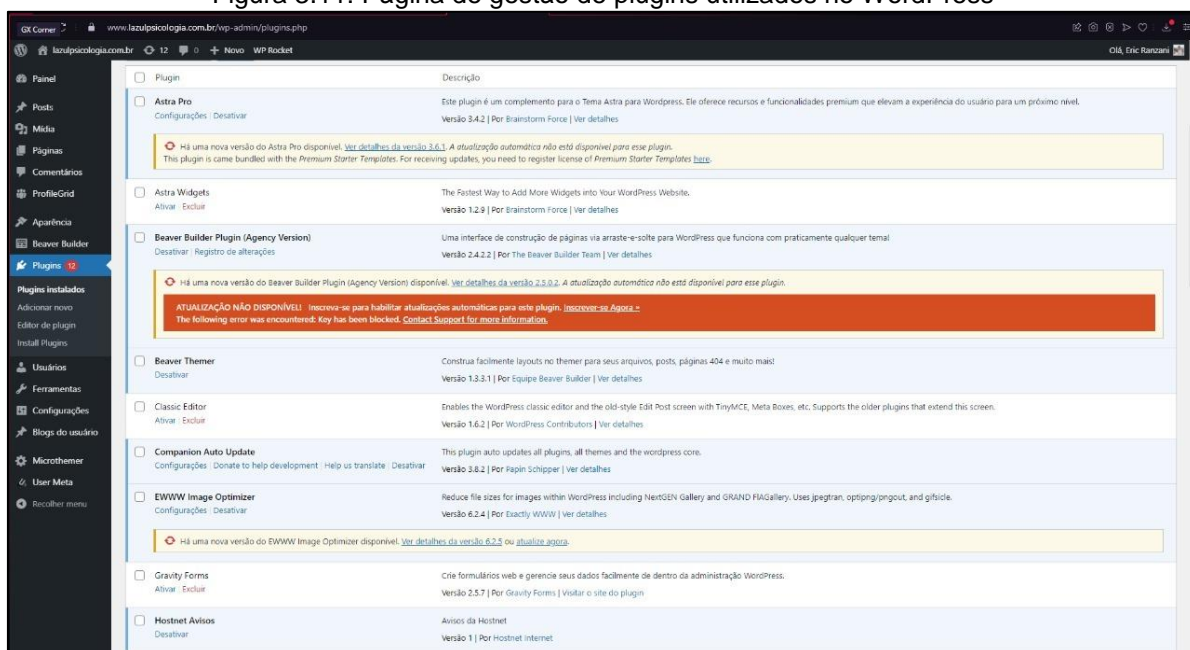 Figura 3.11: Página de gestão de plugins utilizados no WordPress
GX Corner
www.lazulpsicologia.com.br/wp-admin/plugins.php
lazulpsicologia.com.br 12 0 + Novo WP Rocket
Olá, Eric Ranzani
Painel
Posts
Mídia
Páginas
Comentários
ProfileGrid
Aparência
Beaver Builder
Plugins 12
Plugins instalados
Adicionar novo
Editor de plugin
Install Plugins
Usuários
Ferramentas
Configurações
Blogs do usuário
Microthemer
User Meta
Recolher menu
Plugin Descrição
Astra Pro
Configurações | Desativar
Este plugin é um complemento para o Tema Astra para Wordpress. Ele oferece recursos e funcionalidades premium que elevam a experiência do usuário para um próximo nível.
Versão 3.4.2 | Por Brainstorm Force | Ver detalhes
Há uma nova versão do Astra Pro disponível. Ver detalhes da versão 3.6.1. A atualização automática não está disponível para esse plugin.
This plugin is came bundled with the Premium Starter Templates. For receiving updates, you need to register license of Premium Starter Templates here.
Astra Widgets
Ativar | Excluir
The Fastest Way to Add More Widgets into Your WordPress Website.
Versão 1.2.9 | Por Brainstorm Force | Ver detalhes
Beaver Builder Plugin (Agency Version)
Desativar | Registro de alterações
Uma interface de construção de páginas via arraste-e-solte para WordPress que funciona com praticamente qualquer tema!
Versão 2.4.2.2 | Por The Beaver Builder Team | Ver detalhes
Há uma nova versão do Beaver Builder Plugin (Agency Version) disponível. Ver detalhes da versão 2.5.0.2. A atualização automática não está disponível para esse plugin.
ATUALIZAÇÃO NÃO DISPONÍVEL! Inscreva-se para habilitar atualizações automáticas para este plugin. Inscrever-se Agora »
The following error was encountered: Key has been blocked. Contact Support for more information.
Beaver Themer
Desativar
Construa facilmente layouts no themer para seus arquivos, posts, páginas 404 e muito mais!
Versão 1.3.3.1 | Por Equipe Beaver Builder | Ver detalhes
Classic Editor
Ativar | Excluir
Enables the WordPress classic editor and the old-style Edit Post screen with TinyMCE, Meta Boxes, etc. Supports the older plugins that extend this screen.
Versão 1.6.2 | Por WordPress Contributors | Ver detalhes
Companion Auto Update
Configurações | Donate to help development | Help us translate | Desativar
This plugin auto updates all plugins, all themes and the wordpress core.
Versão 3.8.2 | Por Papin Schipper | Ver detalhes
EWWW Image Optimizer
Configurações | Desativar
Reduce file sizes for images within WordPress including NextGEN Gallery and GRAND FlAGallery. Uses jpegtran, optipng/pngout, and gifsicle.
Versão 6.2.4 | Por Exactly WWW | Ver detalhes
Há uma nova versão do EWWW Image Optimizer disponível. Ver detalhes da versão 6.2.5 ou atualize agora.
Gravity Forms
Ativar | Excluir
Crie formulários web e gerencie seus dados facilmente de dentro da administração WordPress.
Versão 2.5.7 | Por Gravity Forms | Visitar o site do plugin
Hostnet Avisos
Desativar
Avisos da Hostnet
Versão 1 | Por Hostnet Internet